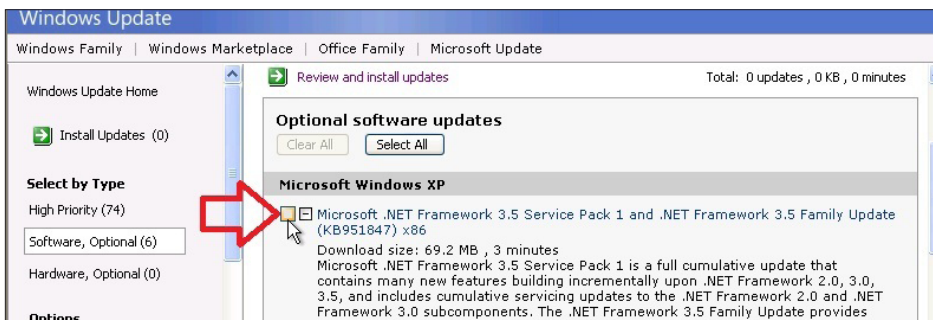 Windows Update
Windows Family | Windows Marketplace | Office Family | Microsoft Update
Windows Update Home
Install Updates (0)
Select by Type
High Priority (74)
Software, Optional (6)
Hardware, Optional (0)
Options
Review and install updates
Total: 0 updates , 0 KB , 0 minutes
Optional software updates
Clear All
Select All
Microsoft Windows XP
Microsoft .NET Framework 3.5 Service Pack 1 and .NET Framework 3.5 Family Update
(KB951847) x86
Download size: 69.2 MB , 3 minutes
Microsoft .NET Framework 3.5 Service Pack 1 is a full cumulative update that
contains many new features building incrementally upon .NET Framework 2.0, 3.0,
3.5, and includes cumulative servicing updates to the .NET Framework 2.0 and .NET
Framework 3.0 subcomponents. The .NET Framework 3.5 Family Update provides